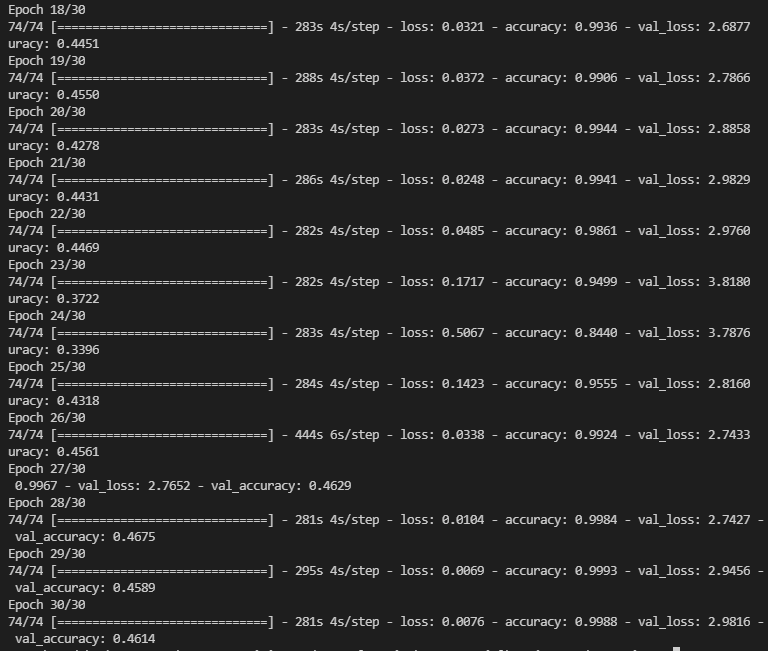 Epoch 18/30
74/74 [==============================] - 283s 4s/step - loss: 0.0321 - accuracy: 0.9936 - val_loss: 2.6877
uracy: 0.4451
Epoch 19/30
74/74 [==============================] - 288s 4s/step - loss: 0.0372 - accuracy: 0.9906 - val_loss: 2.7866
uracy: 0.4550
Epoch 20/30
74/74 [==============================] - 283s 4s/step - loss: 0.0273 - accuracy: 0.9944 - val_loss: 2.8858
uracy: 0.4278
Epoch 21/30
74/74 [==============================] - 286s 4s/step - loss: 0.0248 - accuracy: 0.9941 - val_loss: 2.9829
uracy: 0.4431
Epoch 22/30
74/74 [==============================] - 282s 4s/step - loss: 0.0485 - accuracy: 0.9861 - val_loss: 2.9760
uracy: 0.4469
Epoch 23/30
74/74 [==============================] - 282s 4s/step - loss: 0.1717 - accuracy: 0.9499 - val_loss: 3.8180
uracy: 0.3722
Epoch 24/30
74/74 [==============================] - 283s 4s/step - loss: 0.5067 - accuracy: 0.8440 - val_loss: 3.7876
uracy: 0.3396
Epoch 25/30
74/74 [==============================] - 284s 4s/step - loss: 0.1423 - accuracy: 0.9555 - val_loss: 2.8160
uracy: 0.4318
Epoch 26/30
74/74 [==============================] - 444s 6s/step - loss: 0.0338 - accuracy: 0.9924 - val_loss: 2.7433
uracy: 0.4561
Epoch 27/30
0.9967 - val_loss: 2.7652 - val_accuracy: 0.4629
Epoch 28/30
74/74 [==============================] - 281s 4s/step - loss: 0.0104 - accuracy: 0.9984 - val_loss: 2.7427 -
val_accuracy: 0.4675
Epoch 29/30
74/74 [==============================] - 295s 4s/step - loss: 0.0069 - accuracy: 0.9993 - val_loss: 2.9456 -
val_accuracy: 0.4589
Epoch 30/30
74/74 [==============================] - 281s 4s/step - loss: 0.0076 - accuracy: 0.9988 - val_loss: 2.9816 -
val_accuracy: 0.4614